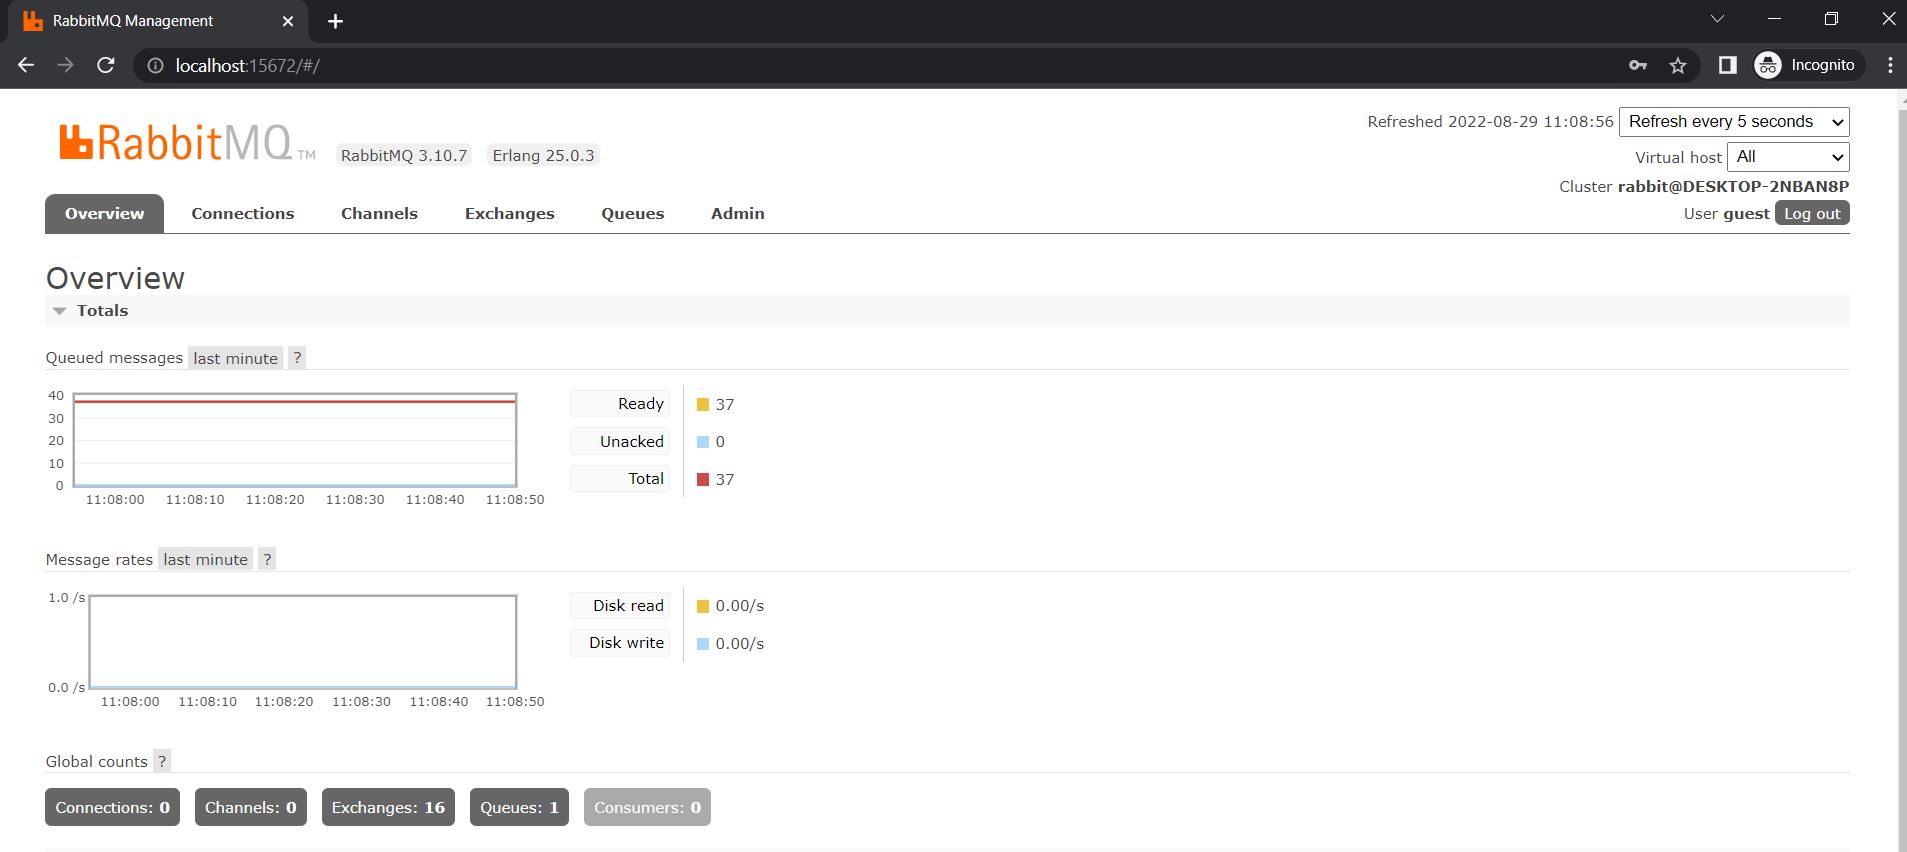 RabbitMQ Management
localhost:15672/#/
Incognito
RabbitMQ TM RabbitMQ 3.10.7 Erlang 25.0.3
Refreshed 2022-08-29 11:08:56 Refresh every 5 seconds
Virtual host All
Cluster rabbit@DESKTOP-2NBAN8P
User guest Log out
Overview Connections Channels Exchanges Queues Admin
Overview
Totals
Queued messages last minute ?
40
30
20
10
0
11:08:00 11:08:10 11:08:20 11:08:30 11:08:40 11:08:50
Ready 37
Unacked 0
Total 37
Message rates last minute ?
1.0 /s
0.0 /s
11:08:00 11:08:10 11:08:20 11:08:30 11:08:40 11:08:50
Disk read 0.00/s
Disk write 0.00/s
Global counts ?
Connections: 0 Channels: 0 Exchanges: 16 Queues: 1 Consumers: 0